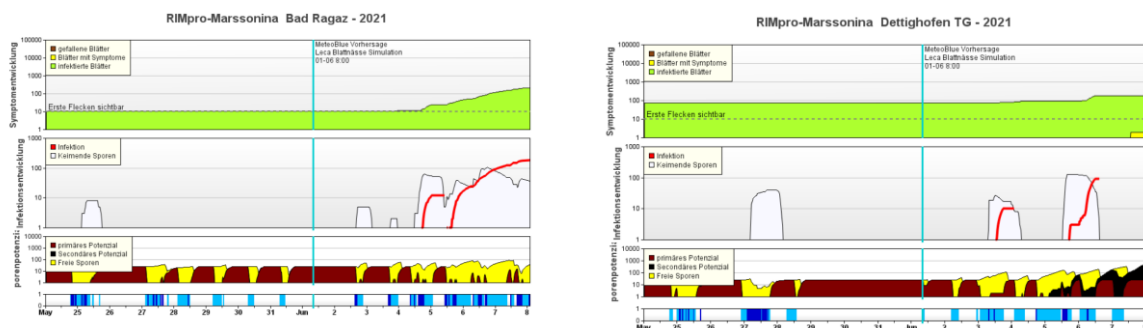 RIMpro-Marssonina Bad Ragaz - 2021
100000
10000
1000
100
10
1
Symptomentwicklung
gefallene Blätter
Blätter mit Symptome
infektierte Blätter
MeteoBlue Vorhersage
Leca Blattnässe Simulation
01-06 8:00
Erste Flecken sichtbar
1000
100
10
1
Infektionsentwicklung
Infektion
Keimende Sporen
10000
1000
100
10
1
porenpotenzi
primäres Potenzial
Secondäres Potenzial
Freie Sporen
1
0
May 25 26 27 28 29 30 31 Jun 2 3 4 5 6 7 8
RIMpro-Marssonina Dettighofen TG - 2021
100000
10000
1000
100
10
1
Symptomentwicklung
gefallene Blätter
Blätter mit Symptome
infektierte Blätter
MeteoBlue Vorhersage
Leca Blattnässe Simulation
01-06 8:00
Erste Flecken sichtbar
1000
100
10
1
Infektionsentwicklung
Infektion
Keimende Sporen
10000
1000
100
10
1
porenpotenzi
primäres Potenzial
Secondäres Potenzial
Freie Sporen
1
May 25 26 27 28 29 30 31 Jun 2 3 4 5 6 7